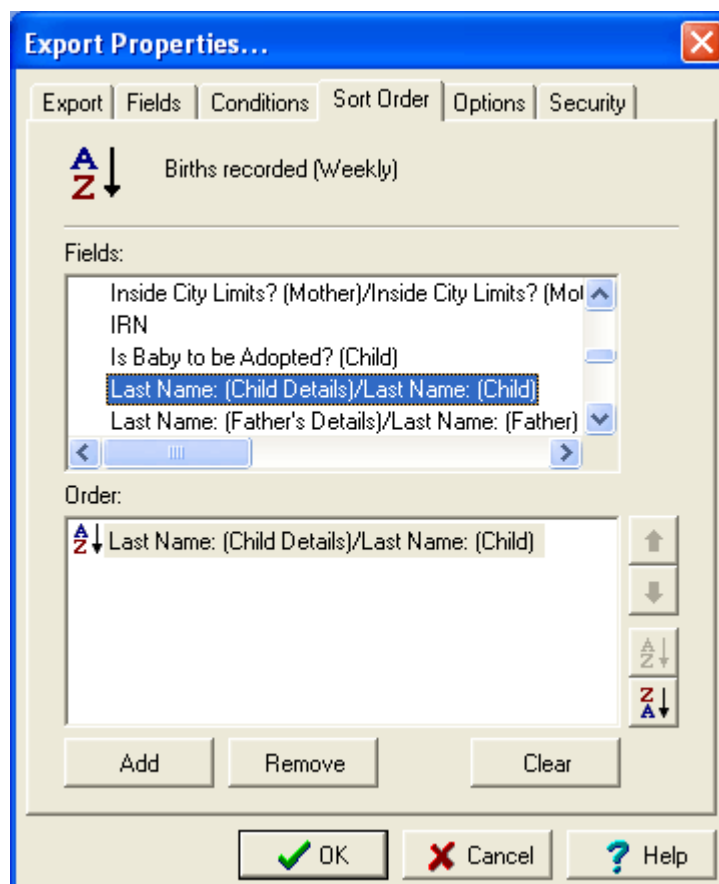 Export Properties...
Export Fields Conditions Sort Order Options Security
A
Z
Births recorded (Weekly)
Fields:
Inside City Limits? (Mother)/Inside City Limits? (Mot
IRN
Is Baby to be Adopted? (Child)
Last Name: (Child Details)/Last Name: (Child)
Last Name: (Father's Details)/Last Name: (Father)
Order:
A
Z
Last Name: (Child Details)/Last Name: (Child)
A
Z
Z
A
Add Remove Clear
OK Cancel ? Help